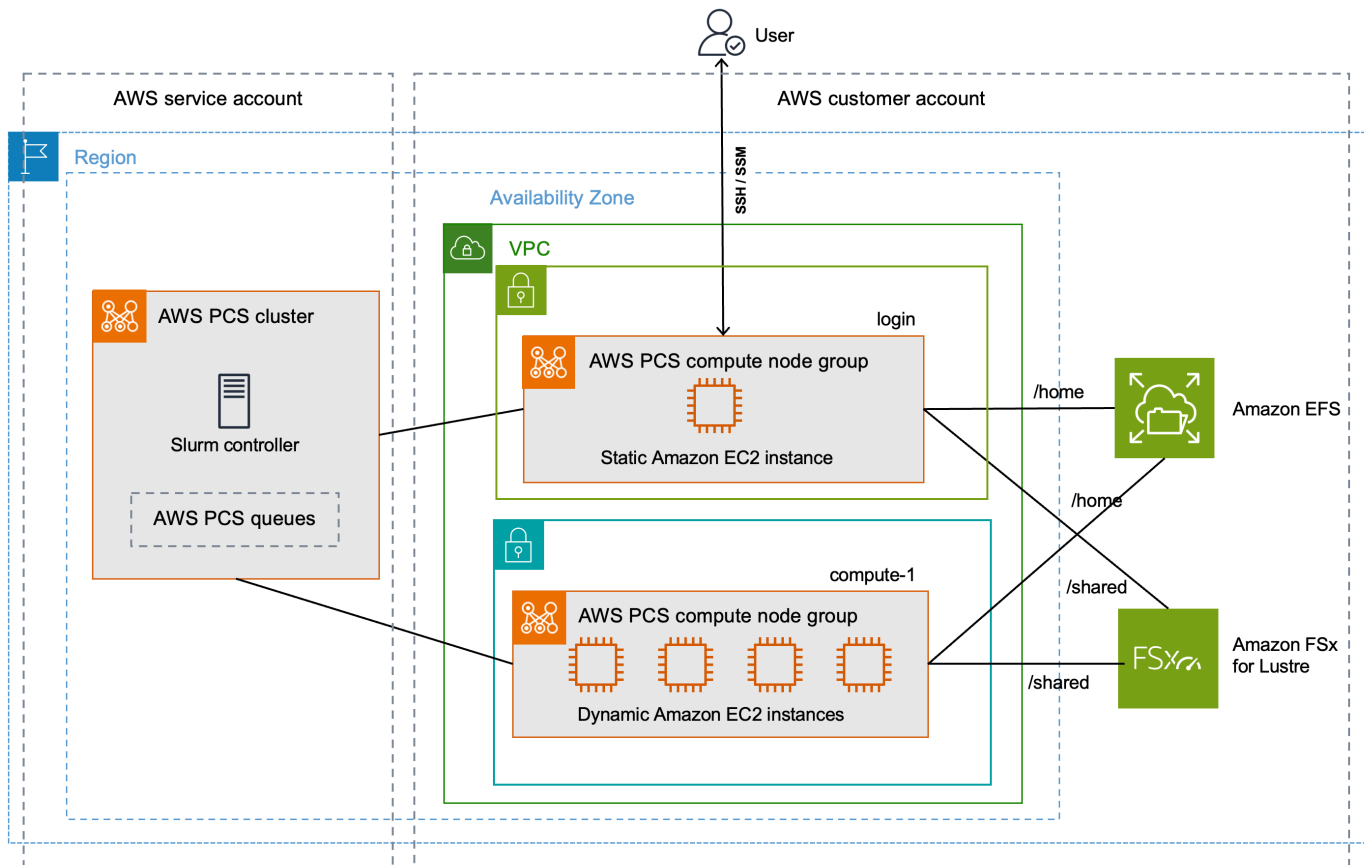 User
AWS service account
AWS customer account
Region
SSH / SSM
Availability Zone
VPC
AWS PCS cluster
Slurm controller
AWS PCS queues
login
AWS PCS compute node group
Static Amazon EC2 instance
/home
Amazon EFS
/home
compute-1
AWS PCS compute node group
Dynamic Amazon EC2 instances
/shared
/shared
FSx
Amazon FSx
for Lustre